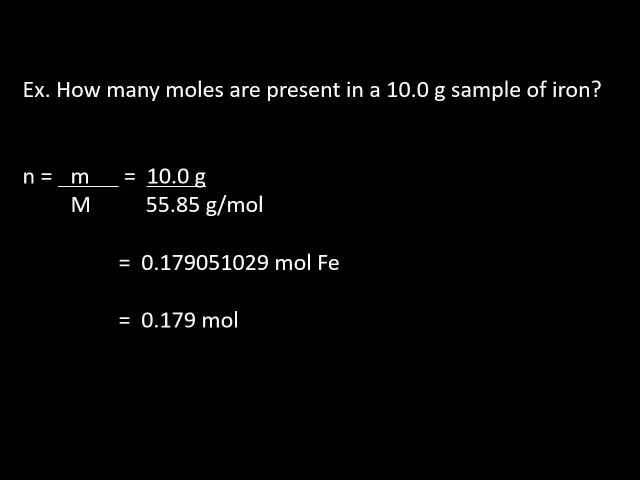 Ex. How many moles are present in a 10.0 g sample of iron?
n = m = 10.0 g
M 55.85 g/mol
= 0.179051029 mol Fe
= 0.179 mol